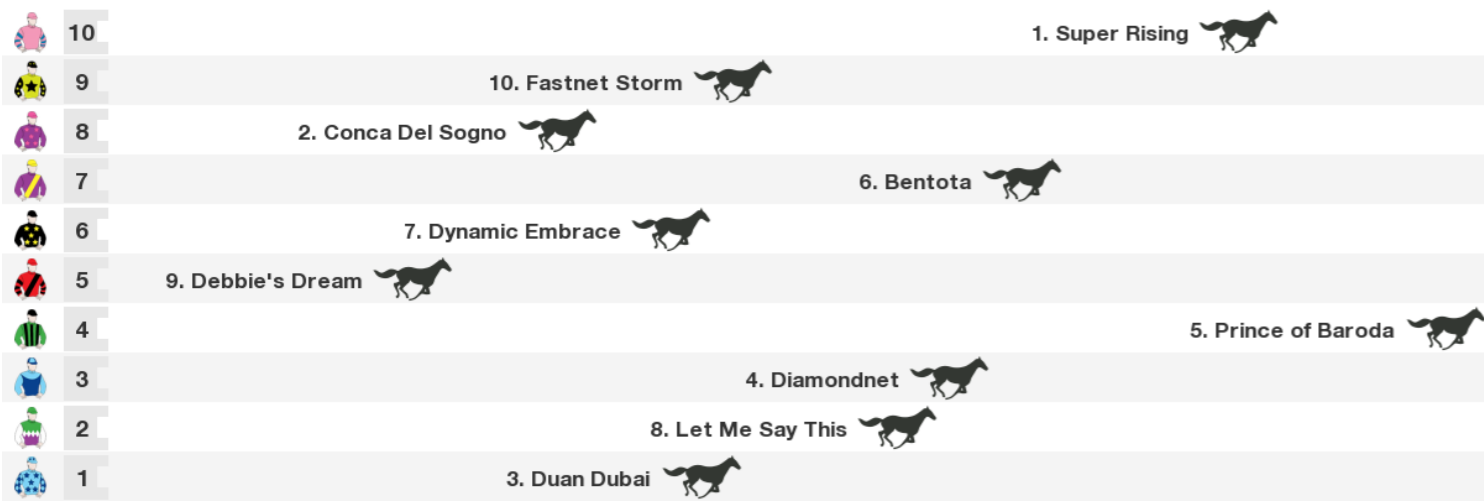 10 1. Super Rising
9 10. Fastnet Storm
8 2. Conca Del Sogno
7 6. Bentota
6 7. Dynamic Embrace
5 9. Debbie's Dream
4 5. Prince of Baroda
3 4. Diamondnet
2 8. Let Me Say This
1 3. Duan Dubai